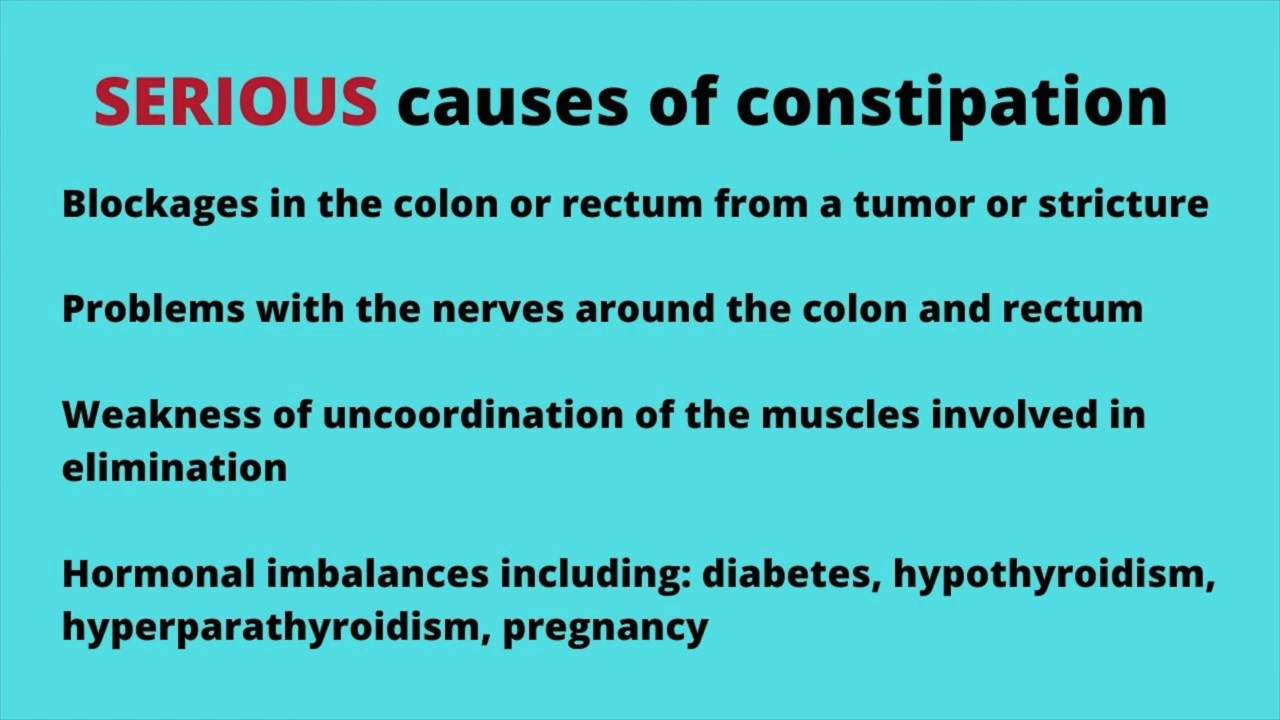 SERIOUS causes of constipation
Blockages in the colon or rectum from a tumor or stricture
Problems with the nerves around the colon and rectum
Weakness of uncoordination of the muscles involved in
elimination
Hormonal imbalances including: diabetes, hypothyroidism,
hyperparathyroidism, pregnancy